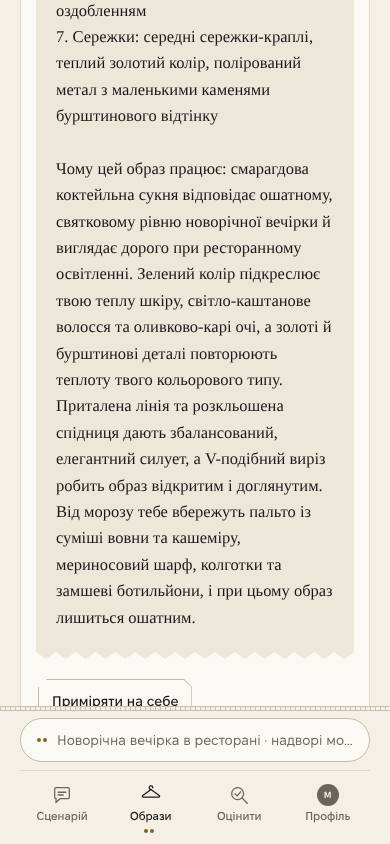 оздобленням
7. Сережки: середні сережки-краплі,
теплий золотий колір, полірований
метал з маленькими каменями
бурштинового відтінку
Чому цей образ працює: смарагдова
коктейльна сукня відповідає ошатному,
святковому рівню новорічної вечірки й
виглядає дорого при ресторанному
освітленні. Зелений колір підкреслює
твою теплу шкіру, світло-каштанове
волосся та оливково-карі очі, а золоті й
бурштинові деталі повторюють
теплоту твого кольорового типу.
Приталена лінія та розкльошена
спідниця дають збалансований,
елегантний силует, а V-подібний виріз
робить образ відкритим і доглянутим.
Від морозу тебе вбережуть пальто із
суміші вовни та кашеміру,
мериносовий шарф, колготки та
замшеві ботильйони, і при цьому образ
лишиться ошатним.
Приміряти на себе
Новорічна вечірка в ресторані · надворі мо...
Сценарій
Образи
Оцінити
М
Профіль